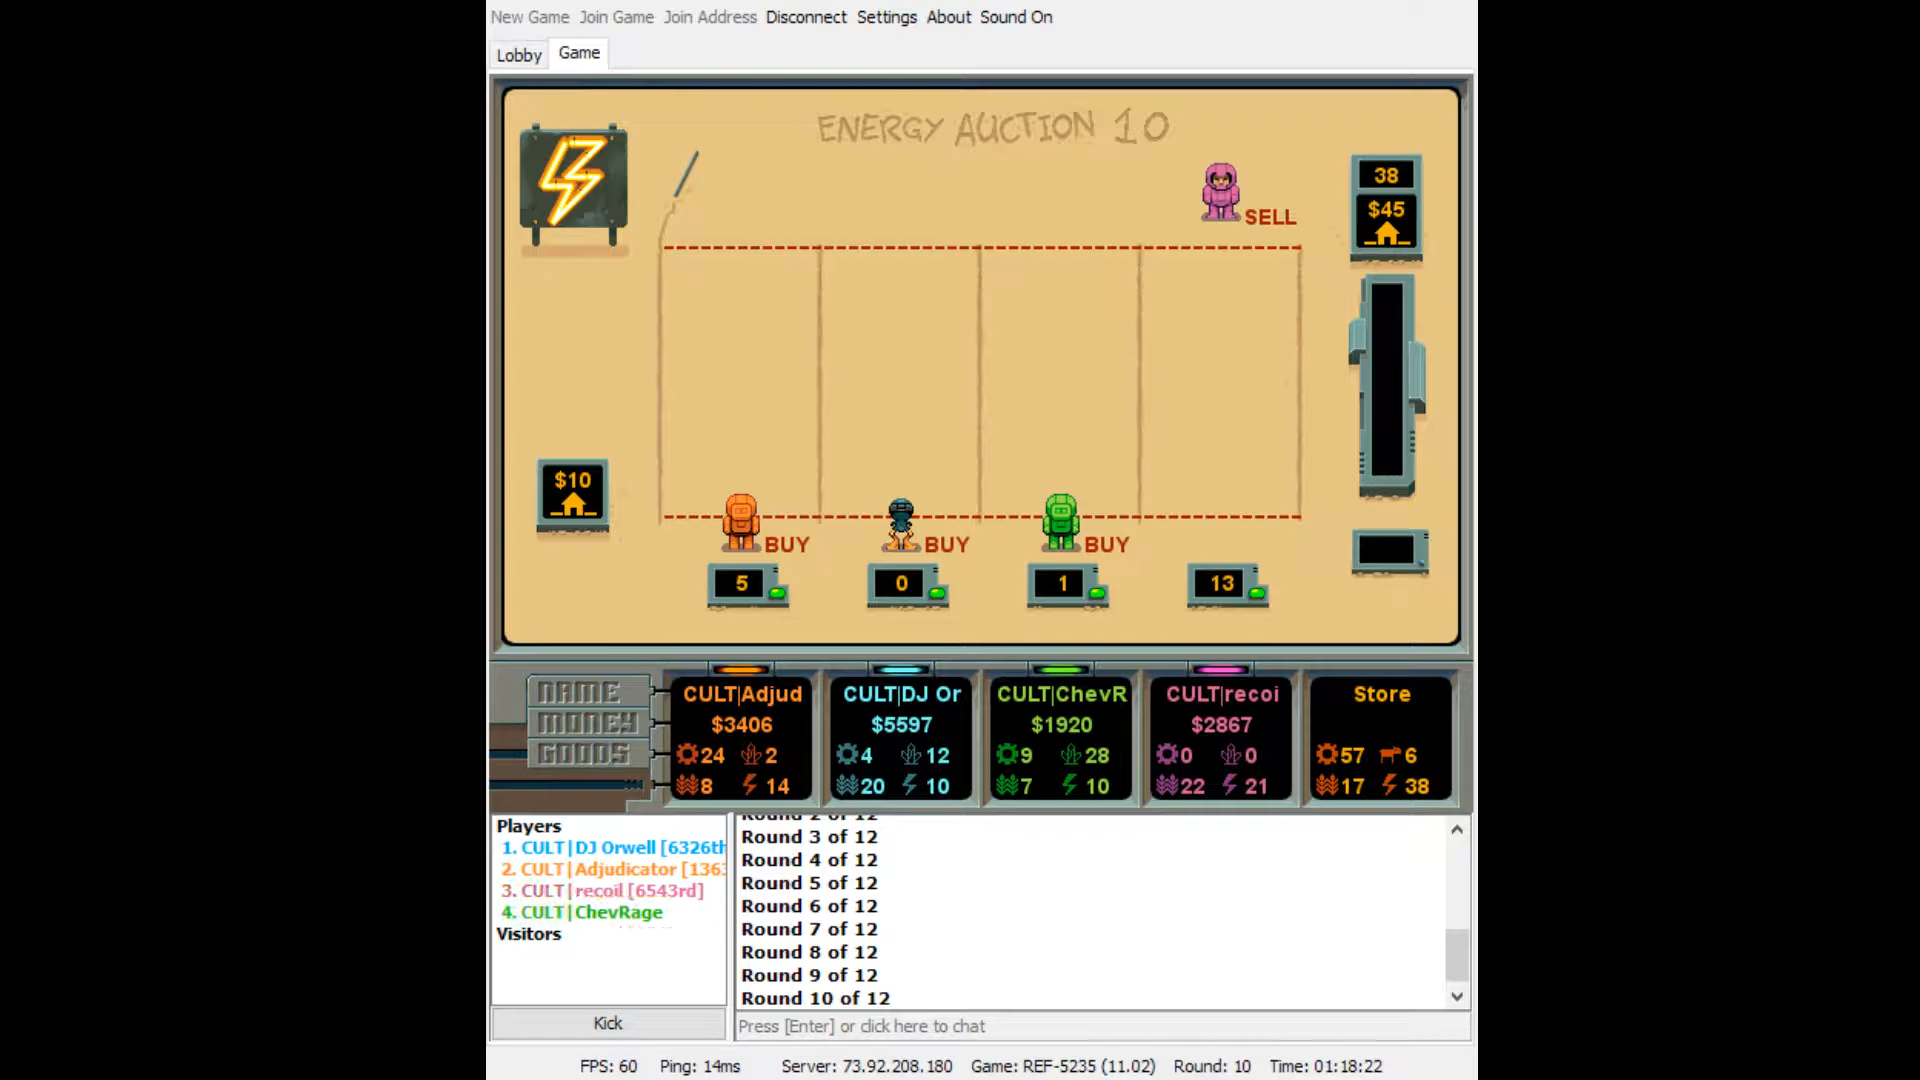 New Game Join Game Join Address Disconnect Settings About Sound On
Lobby Game
ENERGY AUCTION 10
38
$45
SELL
$10
BUY BUY BUY
5 0 1 13
NAME
MONEY
GOODS
CULT|Adjud
$3406
24 2
8 14
CULT|DJ Or
$5597
4 12
20 10
CULT|ChevR
$1920
9 28
7 10
CULT|recoi
$2867
0 0
22 21
Store
57 6
17 38
Players
1. CULT|DJ Orwell [6326th
2. CULT|Adjudicator [136
3. CULT|recoil [6543rd]
4. CULT|ChevRage
Visitors
Kick
Round 2 of 12
Round 3 of 12
Round 4 of 12
Round 5 of 12
Round 6 of 12
Round 7 of 12
Round 8 of 12
Round 9 of 12
Round 10 of 12
Press [Enter] or click here to chat
FPS: 60 Ping: 14ms Server: 73.92.208.180 Game: REF-5235 (11.02) Round: 10 Time: 01:18:22